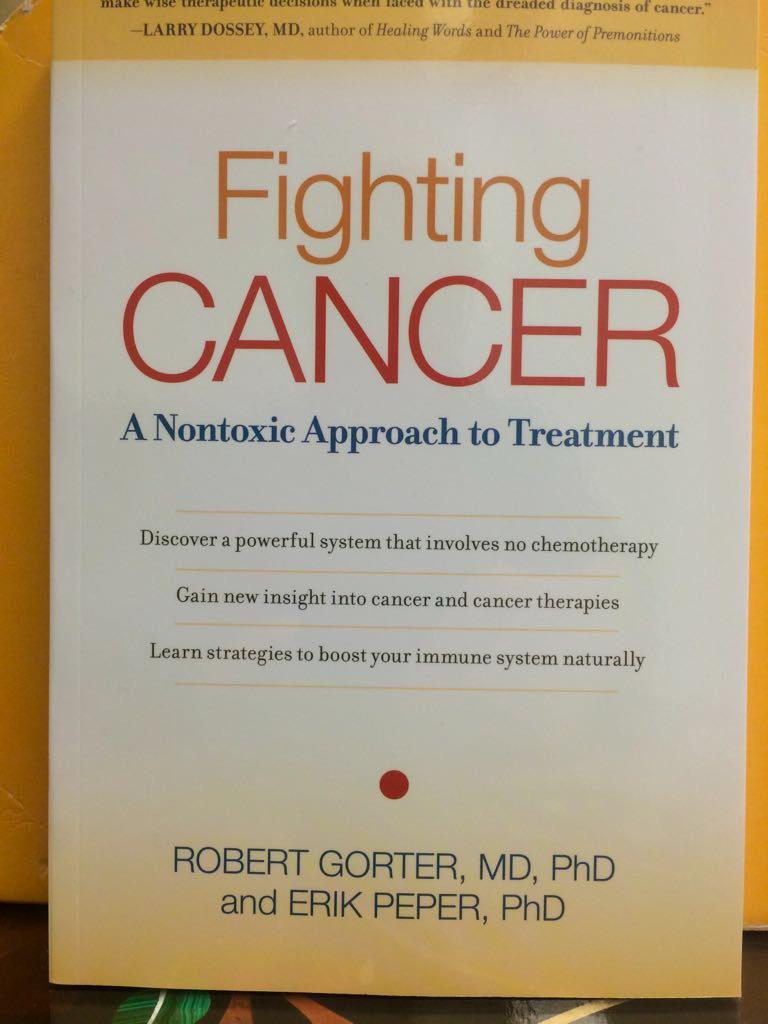 make wise therapeutic decisions when faced with the dreaded diagnosis of cancer.”
—LARRY DOSSEY, MD, author of Healing Words and The Power of Premonitions
Fighting
CANCER
A Nontoxic Approach to Treatment
Discover a powerful system that involves no chemotherapy
Gain new insight into cancer and cancer therapies
Learn strategies to boost your immune system naturally
ROBERT GORTER, MD, PhD
and ERIK PEPER, PhD